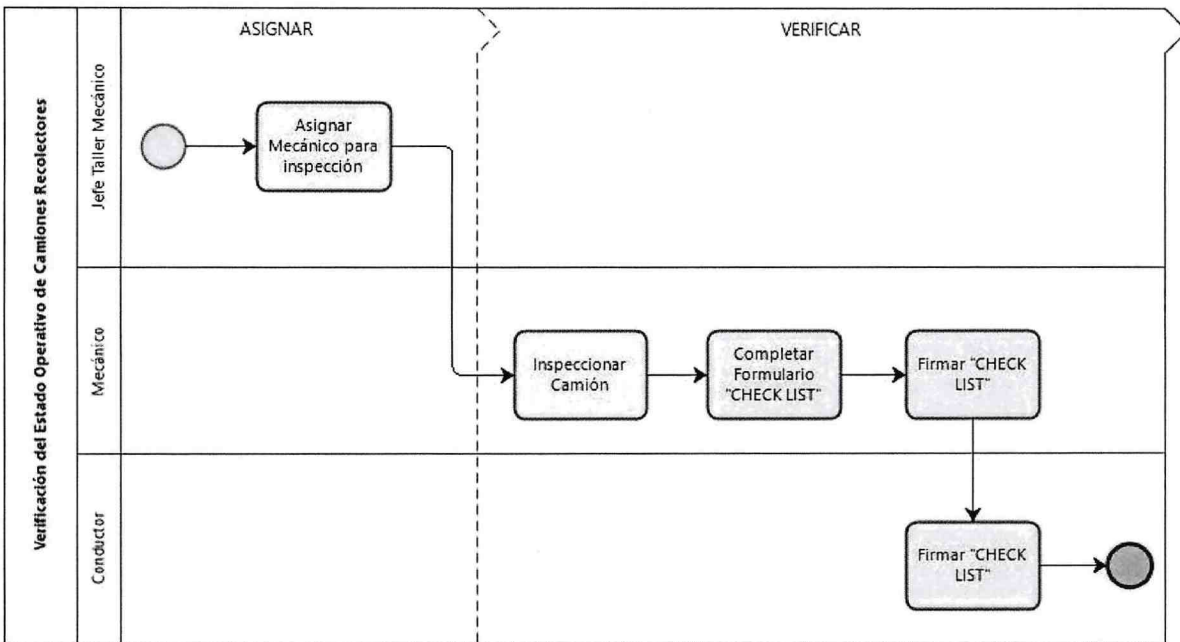 ASIGNAR
VERIFICAR
Verificación del Estado Operativo de Camiones Recolectores
Jefe Taller Mecánico
Asignar
Mecánico para
inspección
Mecánico
Inspeccionar
Camión
Completar
Formulario
"CHECK LIST"
Firmar "CHECK
LIST"
Conductor
Firmar "CHECK
LIST"